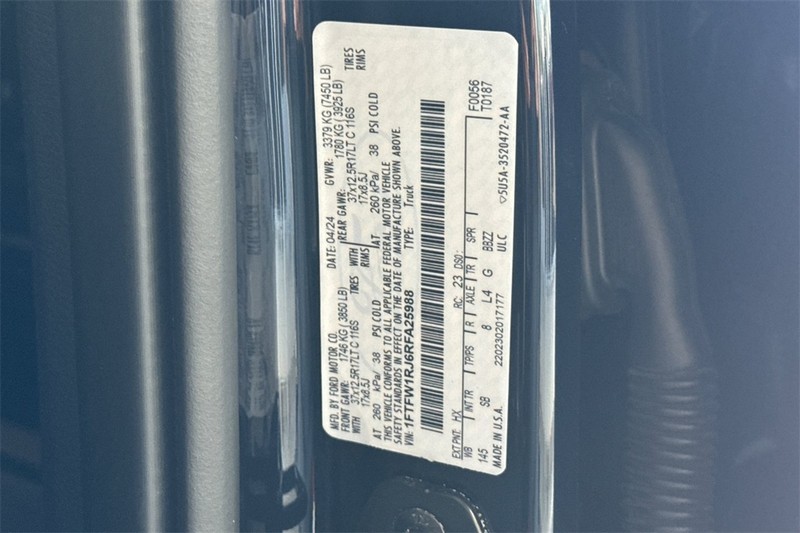 MFD. BY FORD MOTOR CO.
DATE: 04/24 GVWR: 3379 KG (7450 LB)
FRONT GAWR: 1746 KG (3850 LB) REAR GAWR: 1780 KG (3925 LB)
WITH 37x12.5R17LT C 116S TIRES WITH 37x12.5R17LT C 116S TIRES
17x8.5J RIMS 17x8.5J RIMS
AT 260 kPa/ 38 PSI COLD AT 260 kPa/ 38 PSI COLD
THIS VEHICLE CONFORMS TO ALL APPLICABLE FEDERAL MOTOR VEHICLE
SAFETY STANDARDS IN EFFECT ON THE DATE OF MANUFACTURE SHOWN ABOVE.
VIN: 1FTFW1RJ6RFA25988 TYPE: Truck
F0056
T0187
EXT PNT: HX RC: 23 DSO:
WB INT TR TP/PS R AXLE TR SPR
145 SB 8 L4 G BBZZ
MADE IN U.S.A. 2202302017177 ULC
5U5A-3520472-AA